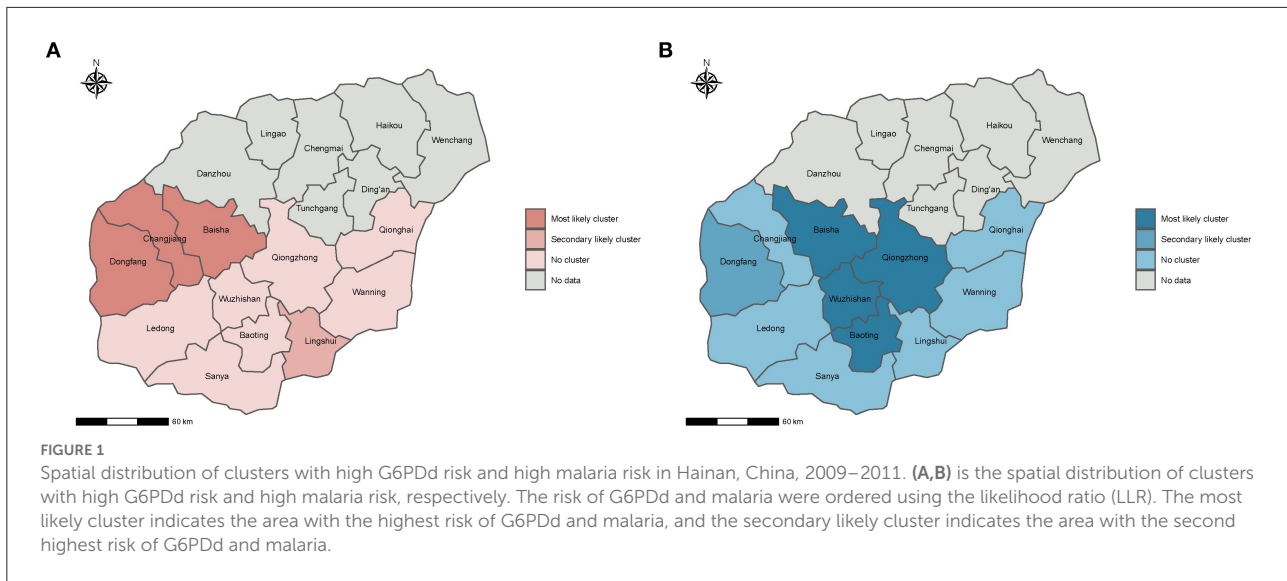 A
Lingao
Haikou
Wenchang
Chengmai
Danzhou
Ding'an
Tunchgang
Baisha
Changjiang
Qionghai
Dongfang
Qiongzhong
Wuzhishan
Wanning
Ledong
Baoting
Lingshui
Sanya
60 km
Most likely cluster
Secondary likely cluster
No cluster
No data
B
Lingao
Haikou
Wenchang
Chengmai
Danzhou
Ding'an
Tunchgang
Baisha
Changjiang
Qionghai
Dongfang
Qiongzhong
Wuzhishan
Wanning
Ledong
Baoting
Lingshui
Sanya
60 km
Most likely cluster
Secondary likely cluster
No cluster
No data
FIGURE 1
Spatial distribution of clusters with high G6PDd risk and high malaria risk in Hainan, China, 2009–2011. (A,B) is the spatial distribution of clusters
with high G6PDd risk and high malaria risk, respectively. The risk of G6PDd and malaria were ordered using the likelihood ratio (LLR). The most
likely cluster indicates the area with the highest risk of G6PDd and malaria, and the secondary likely cluster indicates the area with the second
highest risk of G6PDd and malaria.